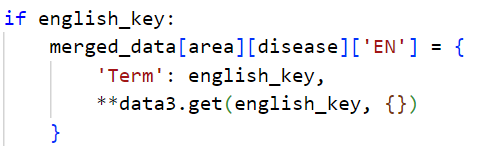 if english_key:
    merged_data[area][disease]['EN'] = {
        'Term': english_key,
        **data3.get(english_key, {})
    }